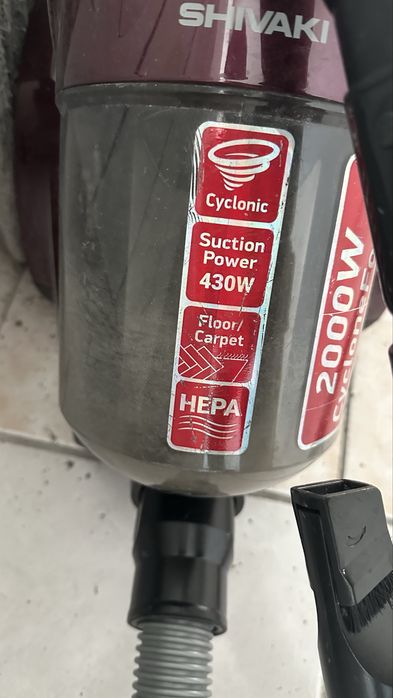 SHIVAKI
Cyclonic
Suction
Power
430W
Floor/
Carpet
HEPA
2000W